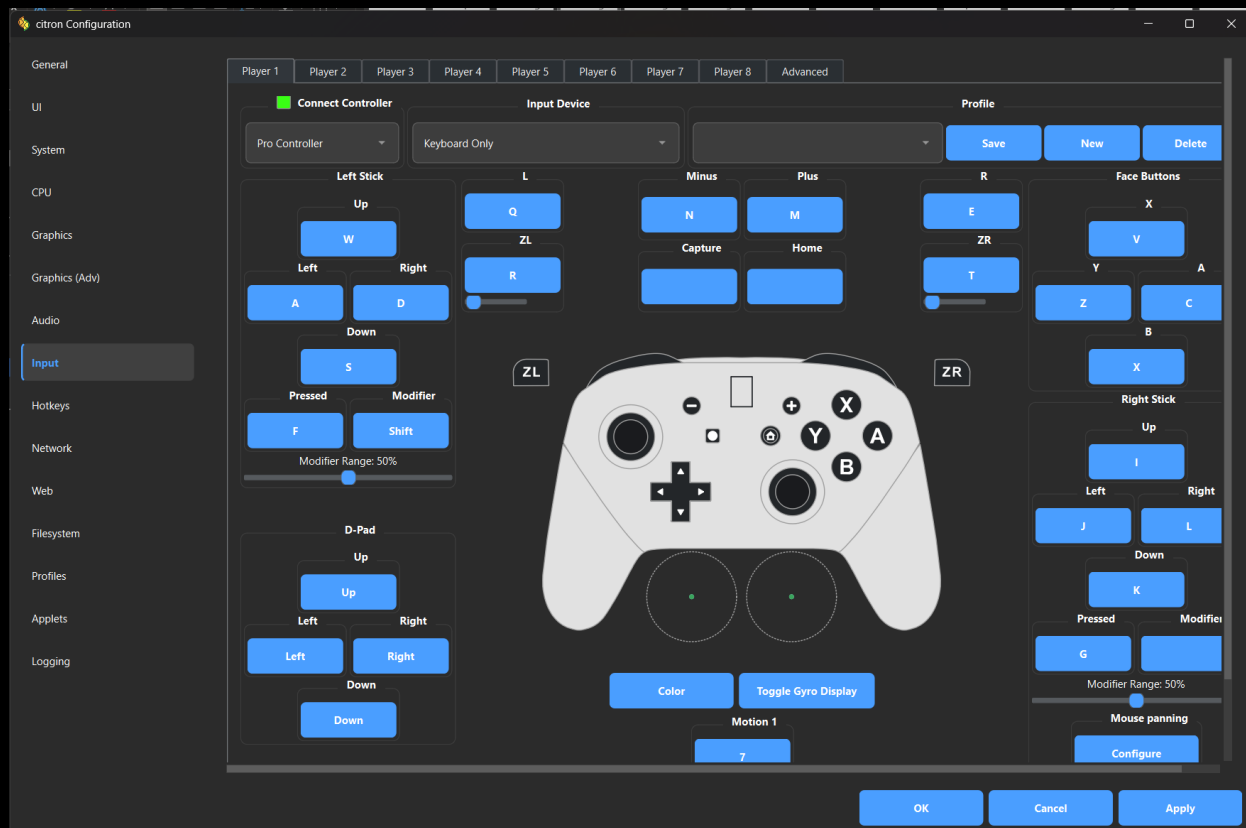 citron Configuration
General
UI
System
CPU
Graphics
Graphics (Adv)
Audio
Input
Hotkeys
Network
Web
Filesystem
Profiles
Applets
Logging
Player 1 Player 2 Player 3 Player 4 Player 5 Player 6 Player 7 Player 8 Advanced
Connect Controller Input Device Profile
Pro Controller Keyboard Only Save New Delete
Left Stick
Up
W
Left Right
A D
Down
S
Pressed Modifier
F Shift
Modifier Range: 50%
D-Pad
Up
Up
Left Right
Left Right
Down
Down
L
Q
ZL
R
Minus Plus
N M
Capture Home
R
E
ZR
T
ZL ZR
X
Y A
B
Color Toggle Gyro Display
Motion 1
7
Face Buttons
X
V
Y A
Z C
B
X
Right Stick
Up
I
Left Right
J L
Down
K
Pressed Modifier
G
Modifier Range: 50%
Mouse panning
Configure
OK Cancel Apply